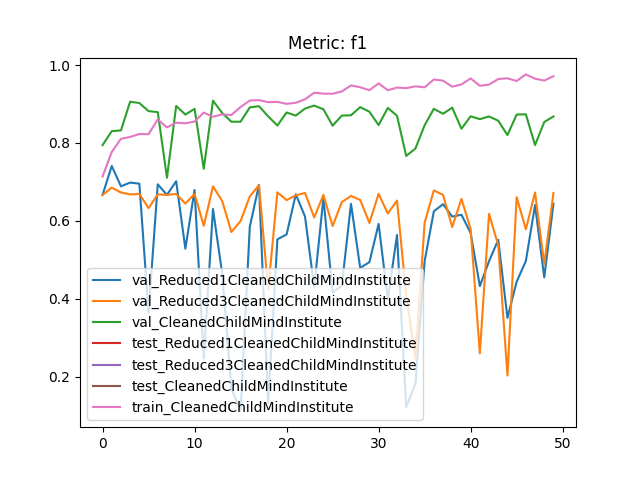 Metric: f1
1.0
0.8
0.6
0.4
0.2
val_Reduced1CleanedChildMindInstitute
val_Reduced3CleanedChildMindInstitute
val_CleanedChildMindInstitute
test_Reduced1CleanedChildMindInstitute
test_Reduced3CleanedChildMindInstitute
test_CleanedChildMindInstitute
train_CleanedChildMindInstitute
0 10 20 30 40 50